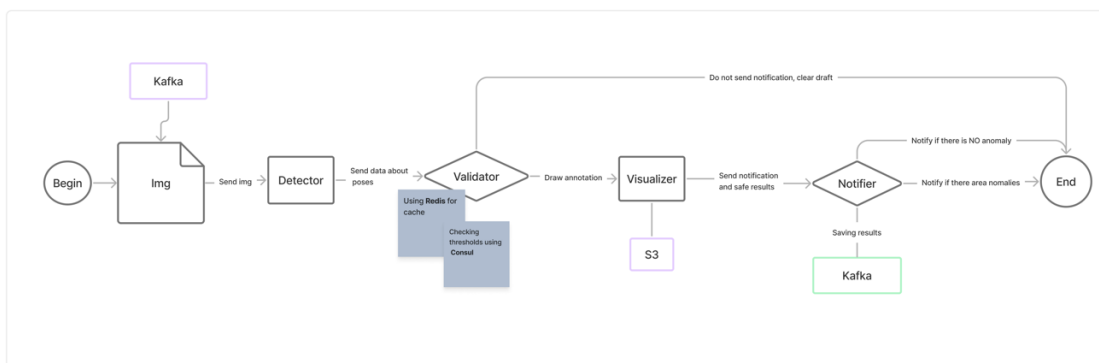 Do not send notification, clear draft
Kafka
Notify if there is NO anomaly
Begin
Img
Send img
Detector
Send data about
poses
Validator
Draw annotation
Visualizer
Send notification
and safe results
Notifier
Notify if there area nomalies
End
Using Redis for
cache
Checking
thresholds using
Consul
Saving results
S3
Kafka